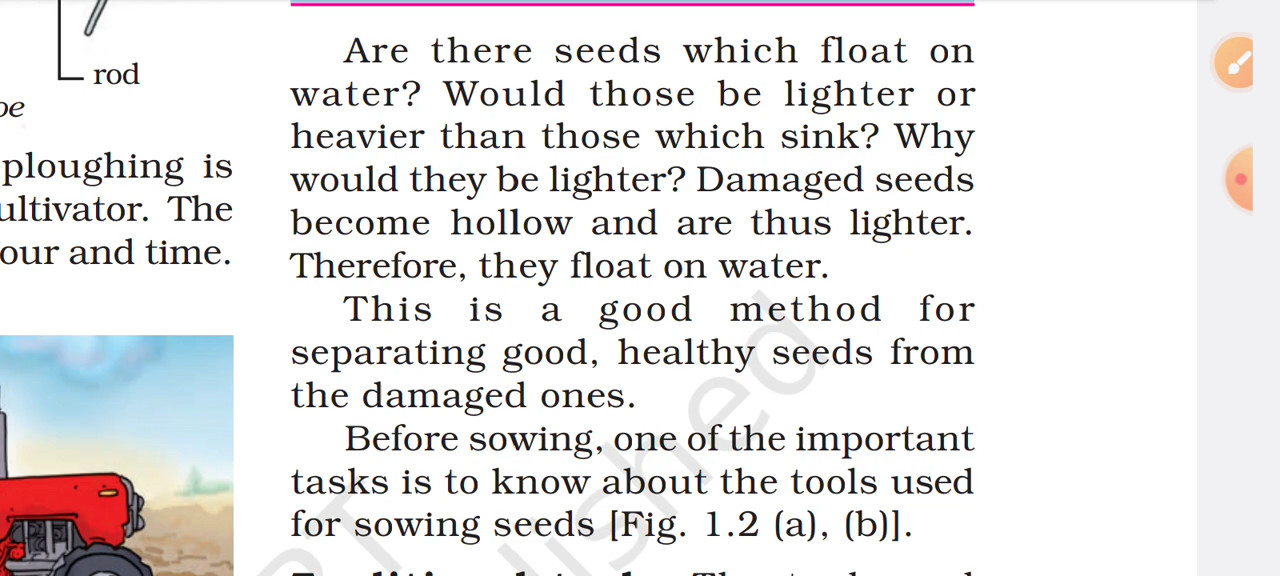 rod
ploughing is
ultivator. The
our and time.
Are there seeds which float on
water? Would those be lighter or
heavier than those which sink? Why
would they be lighter? Damaged seeds
become hollow and are thus lighter.
Therefore, they float on water.
This is a good method for
separating good, healthy seeds from
the damaged ones.
Before sowing, one of the important
tasks is to know about the tools used
for sowing seeds [Fig. 1.2 (a), (b)].